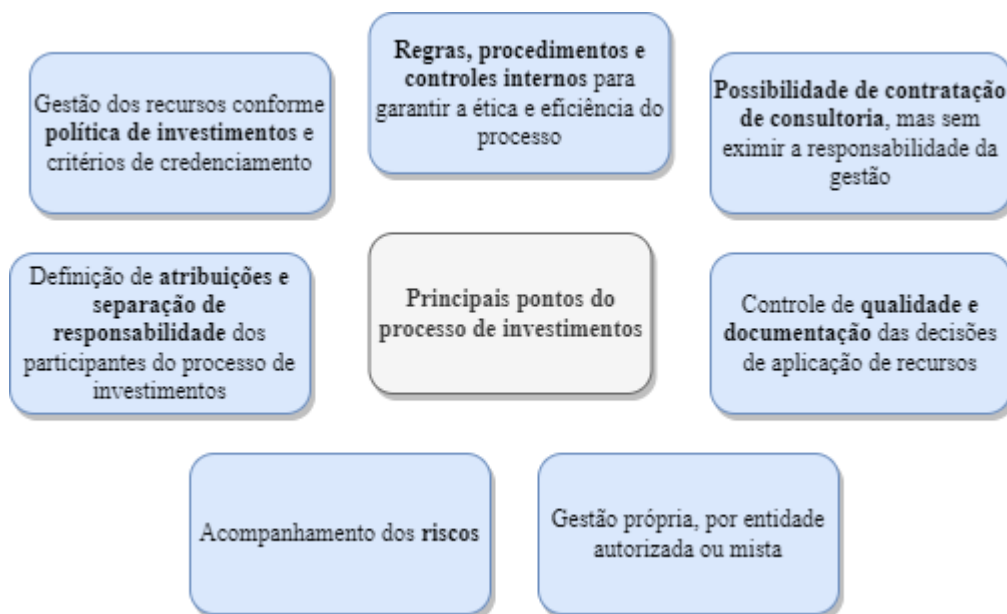 Regras, procedimentos e
controles internos para
garantir a ética e eficiência do
processo
Gestão dos recursos conforme
política de investimentos e
critérios de credenciamento
Possibilidade de contratação
de consultoria, mas sem
eximir a responsabilidade da
gestão
Definição de atribuições e
separação de
responsabilidade dos
participantes do processo de
investimentos
Principais pontos do
processo de investimentos
Controle de qualidade e
documentação das decisões
de aplicação de recursos
Acompanhamento dos riscos
Gestão própria, por entidade
autorizada ou mista